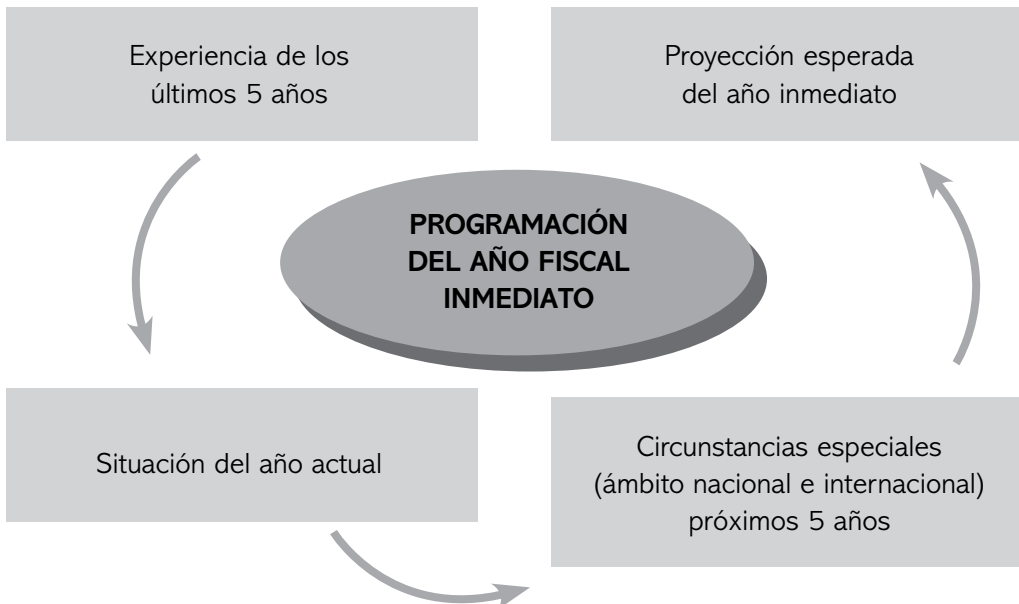 Experiencia de los
últimos 5 años
Proyección esperada
del año inmediato
PROGRAMACIÓN
DEL AÑO FISCAL
INMEDIATO
Situación del año actual
Circunstancias especiales
(ámbito nacional e internacional)
próximos 5 años